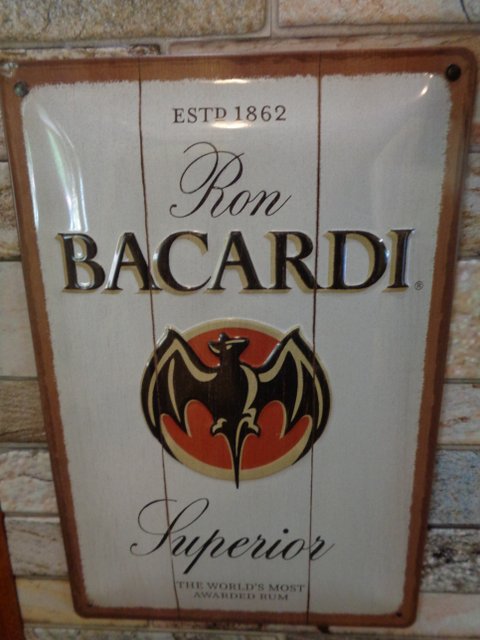 ESTD 1862
Ron
BACARDI®
Superior
THE WORLD'S MOST
AWARDED RUM